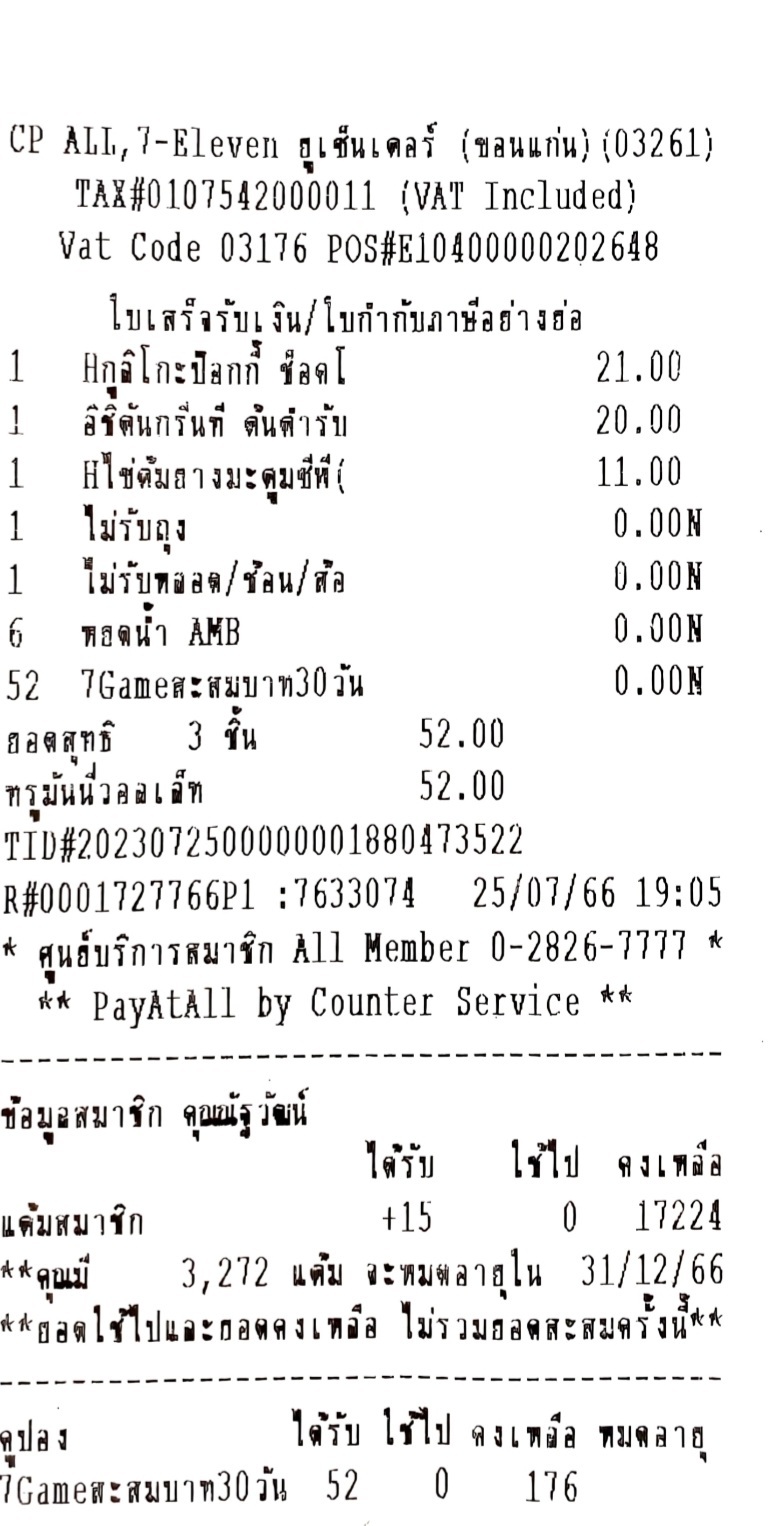 CP ALL,7-Eleven ยูเซ็นเตอร์ (ขอนแก่น)(03261)
TAX#0107542000011 (VAT Included)
Vat Code 03176 POS#E10400000202648
ใบเสร็จรับเงิน/ใบกำกับภาษีอย่างย่อ
1 Hกูลิโกะป๊อกกี้ ช็อคโ 21.00
1 อิชิตันกรีนที ต้นตำรับ 20.00
1 Hไข่ต้มยางมะตูมซีพี( 11.00
1 ไม่รับถุง 0.00N
1 ไม่รับหลอด/ช้อน/ส้อ 0.00N
6 หยดน้ำ AMB 0.00N
52 7Gameสะสมบาท30วัน 0.00N
ยอดสุทธิ 3 ชิ้น 52.00
ทรูมันนี่วอลเล็ท 52.00
TID#2023072500000001880473522
R#0001727766P1 :7633074 25/07/66 19:05
* ศูนย์บริการสมาชิก All Member 0-2826-7777 *
** PayAtAll by Counter Service **
ข้อมูลสมาชิก คุณณัฐวัฒน์
ได้รับ ใช้ไป คงเหลือ
แต้มสมาชิก +15 0 17224
**คุณมี 3,272 แต้ม จะหมดอายุใน 31/12/66
**ยอดใช้ไปและยอดคงเหลือ ไม่รวมยอดสะสมครั้งนี้**
คูปอง ได้รับ ใช้ไป คงเหลือ หมดอายุ
7Gameสะสมบาท30วัน 52 0 176